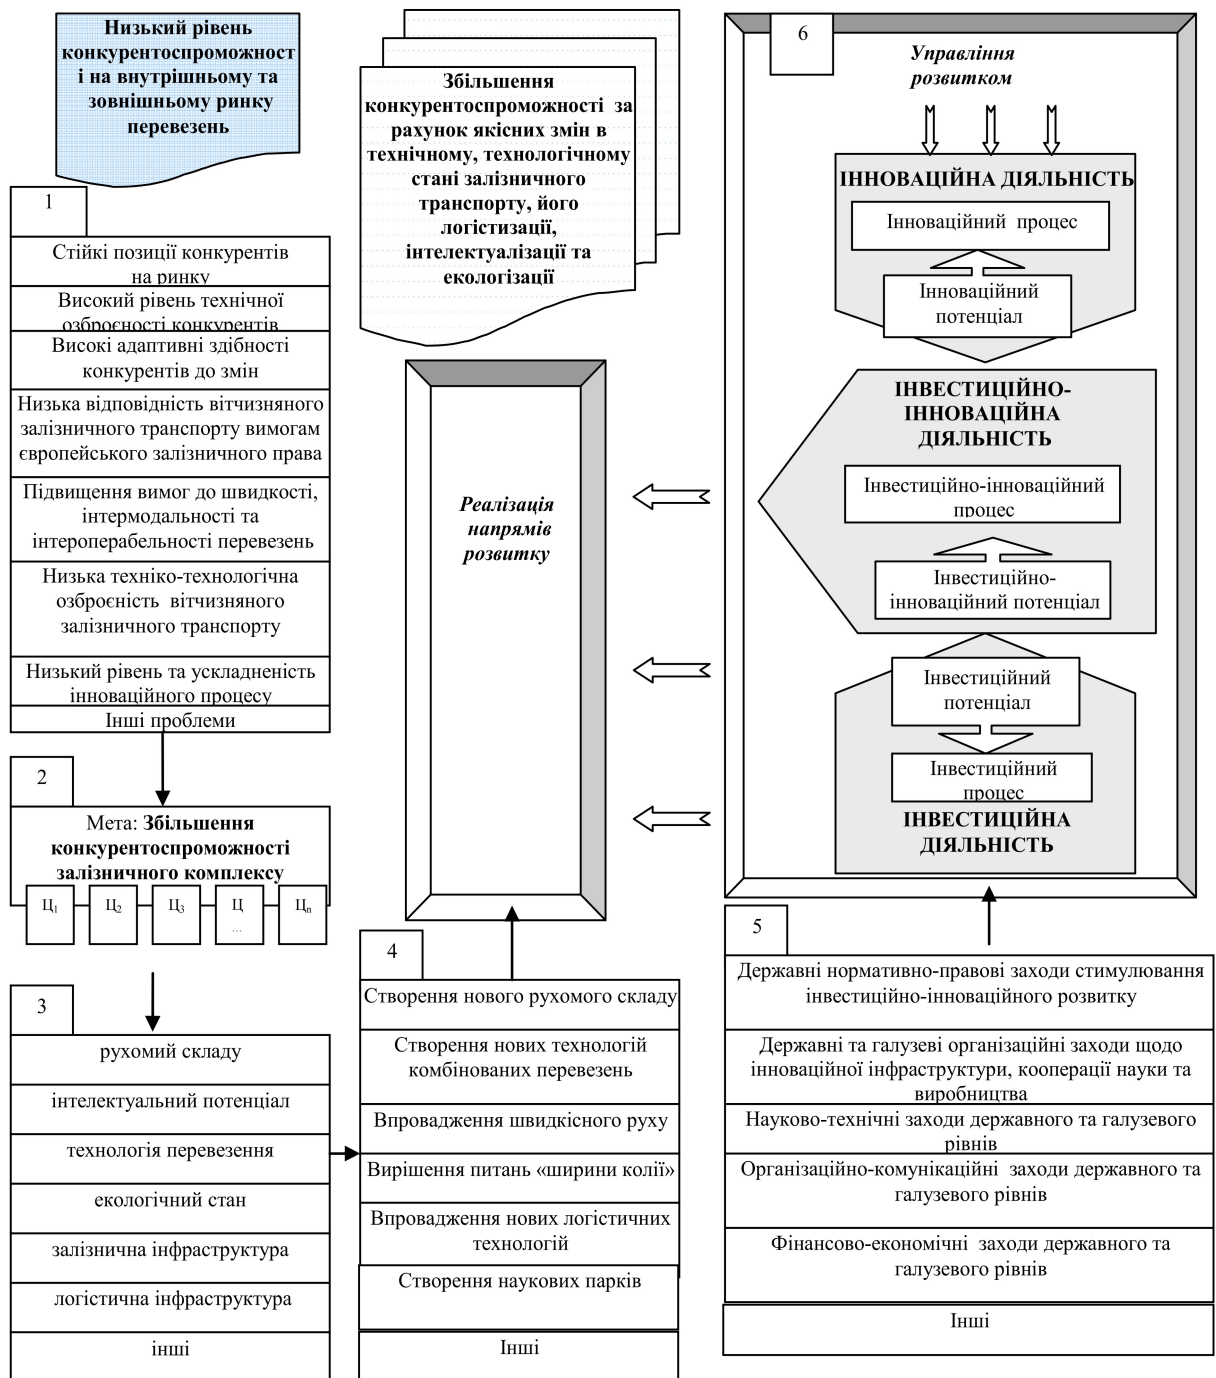 Низький рівень
конкурентоспроможност
і на внутрішньому та
зовнішньому ринку
перевезень
1
Стійкі позиції конкурентів
на ринку
Високий рівень технічної
озброєності конкурентів
Високі адаптивні здібності
конкурентів до змін
Низька відповідність вітчизняного
залізничного транспорту вимогам
європейського залізничного права
Підвищення вимог до швидкості,
інтермодальності та
інтероперабельності перевезень
Низька техніко-технологічна
озброєність вітчизняного
залізничного транспорту
Низький рівень та ускладненість
інноваційного процесу
Інші проблеми
2
Мета: Збільшення
конкурентоспроможності
залізничного комплексу
Ц1 Ц2 Ц3 Ц Цn
...
3
рухомий складу
інтелектуальний потенціал
технологія перевезення
екологічний стан
залізнична інфраструктура
логістична інфраструктура
інші
Збільшення
конкурентоспроможності за
рахунок якісних змін в
технічному, технологічному
стані залізничного
транспорту, його
логістизації,
інтелектуалізації та
екологізації
Реалізація
напрямів
розвитку
4
Створення нового рухомого складу
Створення нових технологій
комбінованих перевезень
Впровадження швидкісного руху
Вирішення питань «ширини колії»
Впровадження нових логістичних
технологій
Створення наукових парків
Інші
6
Управління
розвитком
ІННОВАЦІЙНА ДІЯЛЬНІСТЬ
Інноваційний процес
Інноваційний
потенціал
ІНВЕСТИЦІЙНО-
ІННОВАЦІЙНА
ДІЯЛЬНІСТЬ
Інвестиційно-інноваційний
процес
Інвестиційно-
інноваційний потенціал
Інвестиційний
потенціал
Інвестиційний
процес
ІНВЕСТИЦІЙНА
ДІЯЛЬНІСТЬ
5
Державні нормативно-правові заходи стимулювання
інвестиційно-інноваційного розвитку
Державні та галузеві організаційні заходи щодо
інноваційної інфраструктури, кооперації науки та
виробництва
Науково-технічні заходи державного та галузевого
рівнів
Організаційно-комунікаційні заходи державного та
галузевого рівнів
Фінансово-економічні заходи державного та
галузевого рівнів
Інші